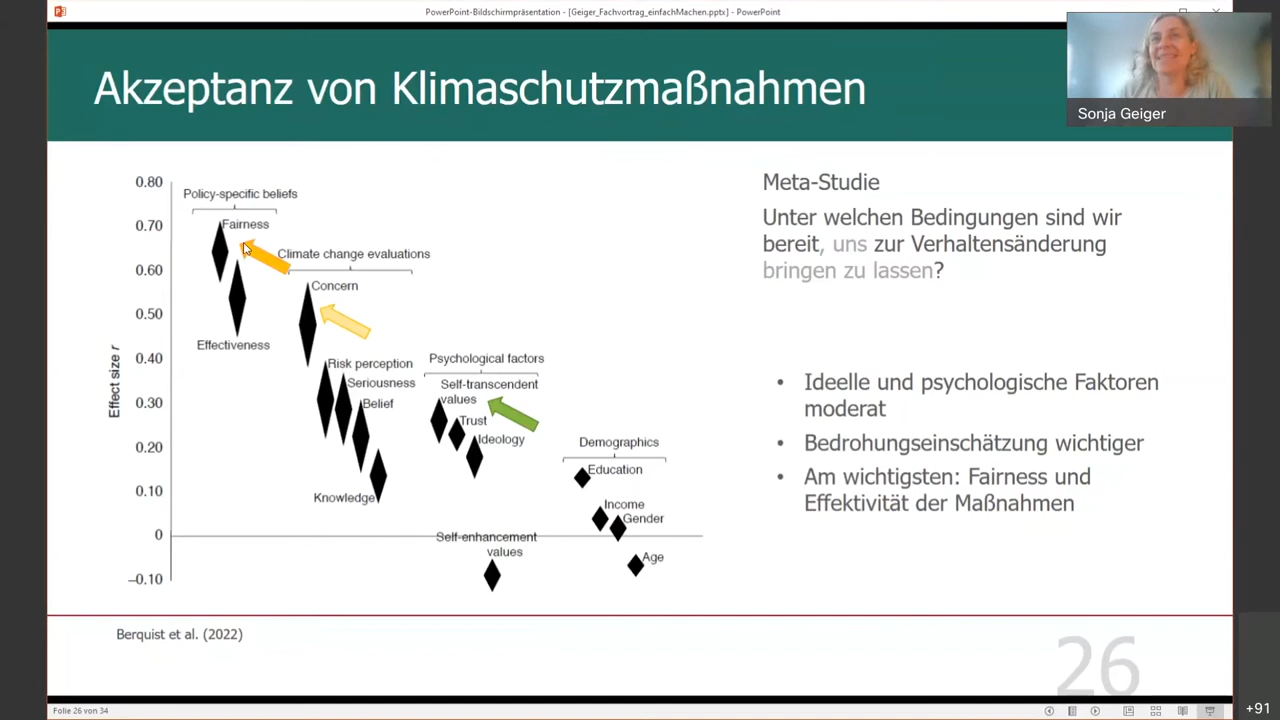 PowerPoint-Bildschirmpräsentation - [Geiger_Fachvortrag_einfachMachen.pptx] - PowerPoint
Akzeptanz von Klimaschutzmaßnahmen
Sonja Geiger
0.80
0.70
0.60
0.50
0.40
0.30
0.20
0.10
0
–0.10
Effect size r
Policy-specific beliefs
Fairness
Effectiveness
Climate change evaluations
Concern
Risk perception
Seriousness
Belief
Knowledge
Psychological factors
Self-transcendent
values
Trust
Ideology
Self-enhancement
values
Demographics
Education
Income
Gender
Age
Meta-Studie
Unter welchen Bedingungen sind wir
bereit, uns zur Verhaltensänderung
bringen zu lassen?
• Ideelle und psychologische Faktoren
moderat
• Bedrohungseinschätzung wichtiger
• Am wichtigsten: Fairness und
Effektivität der Maßnahmen
Berquist et al. (2022)
26
Folie 26 von 34
+91